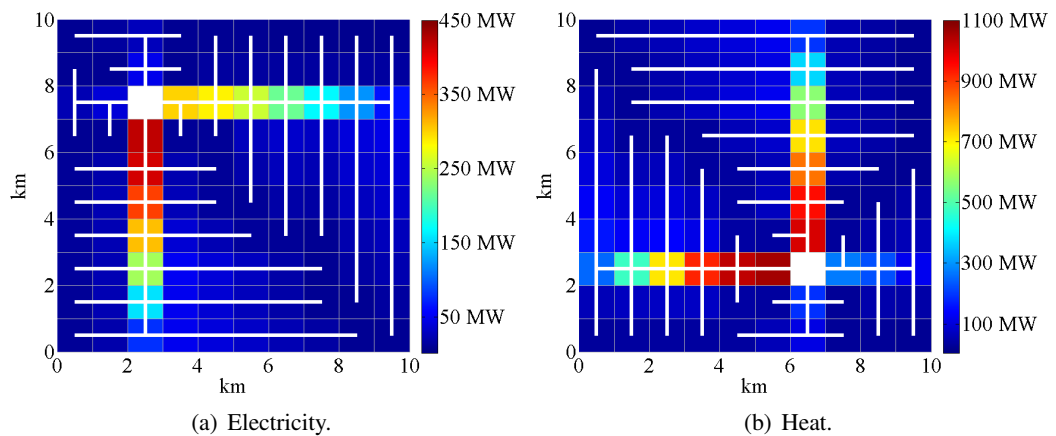 10
8
6
4
2
0
km
0 2 4 6 8 10
km
450 MW
350 MW
250 MW
150 MW
50 MW
(a) Electricity.
10
8
6
4
2
0
km
0 2 4 6 8 10
km
1100 MW
900 MW
700 MW
500 MW
300 MW
100 MW
(b) Heat.